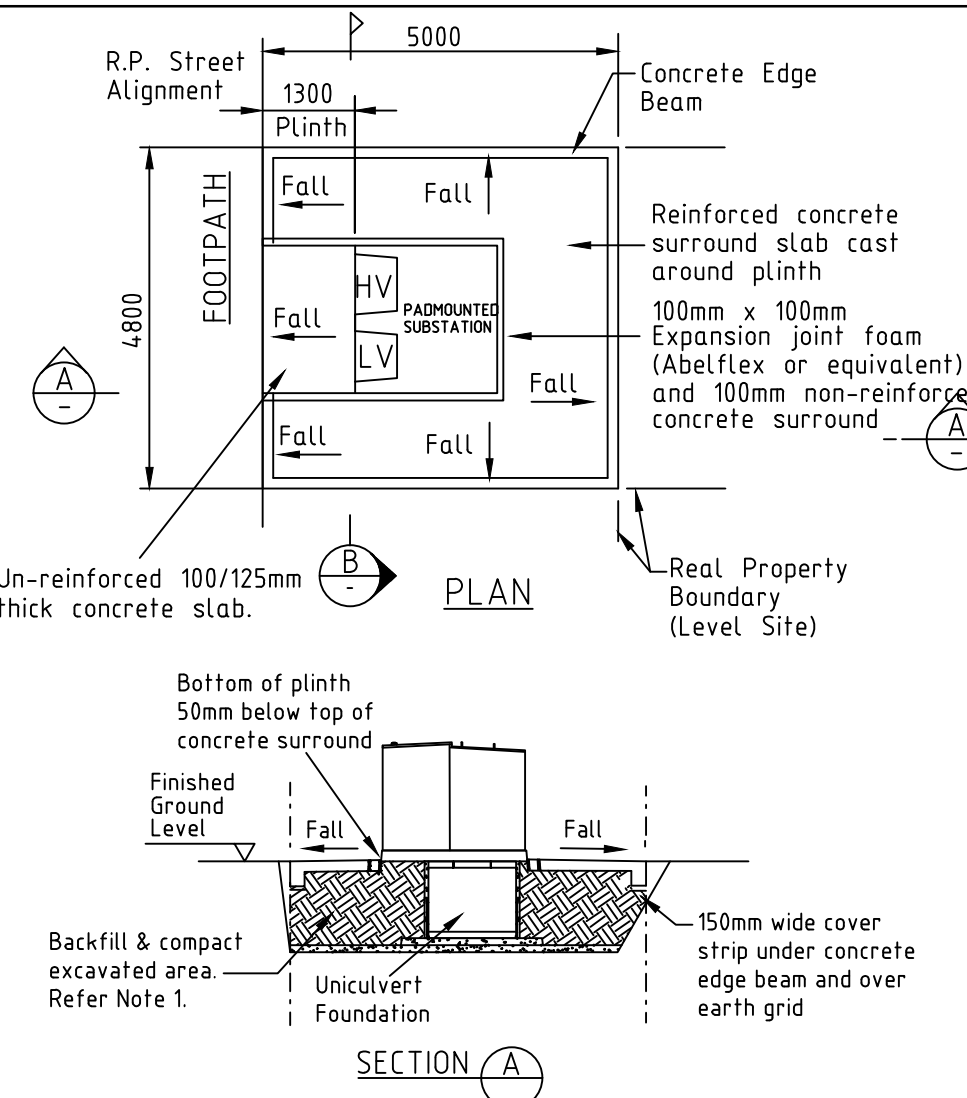 5000
R.P. Street
Alignment
1300
Plinth
Concrete Edge
Beam
FOOTPATH
4800
Fall
Fall
Reinforced concrete
surround slab cast
around plinth
HV
PADMOUNTED
SUBSTATION
Fall
LV
100mm x 100mm
Expansion joint foam
(Abelflex or equivalent)
and 100mm non-reinforce
concrete surround
Fall
A
-
A
-
Fall
Fall
Un-reinforced 100/125mm
thick concrete slab.
B
-
PLAN
Real Property
Boundary
(Level Site)
Bottom of plinth
50mm below top of
concrete surround
Finished
Ground
Level
Fall
Fall
Backfill & compact
excavated area.
Refer Note 1.
Uniculvert
Foundation
150mm wide cover
strip under concrete
edge beam and over
earth grid
SECTION A